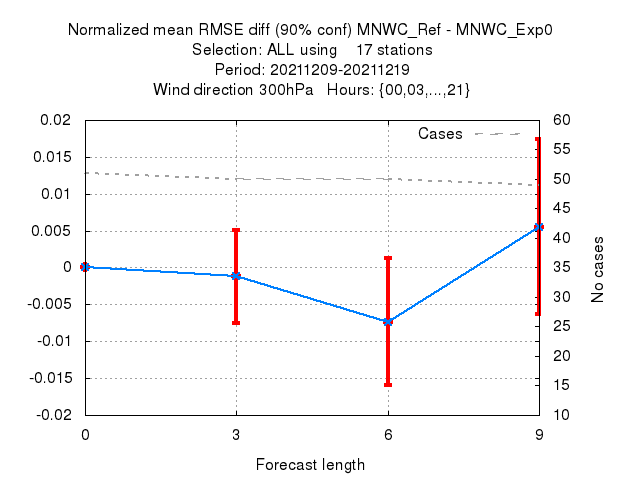 Normalized mean RMSE diff (90% conf) MNWC_Ref - MNWC_Exp0
Selection: ALL using    17 stations
Period: 20211209-20211219
Wind direction 300hPa   Hours: {00,03,...,21}
0.02
0.015
0.01
0.005
0
-0.005
-0.01
-0.015
-0.02
Cases
60
55
50
45
40
35
30
25
20
15
10
No cases
0 3 6 9
Forecast length